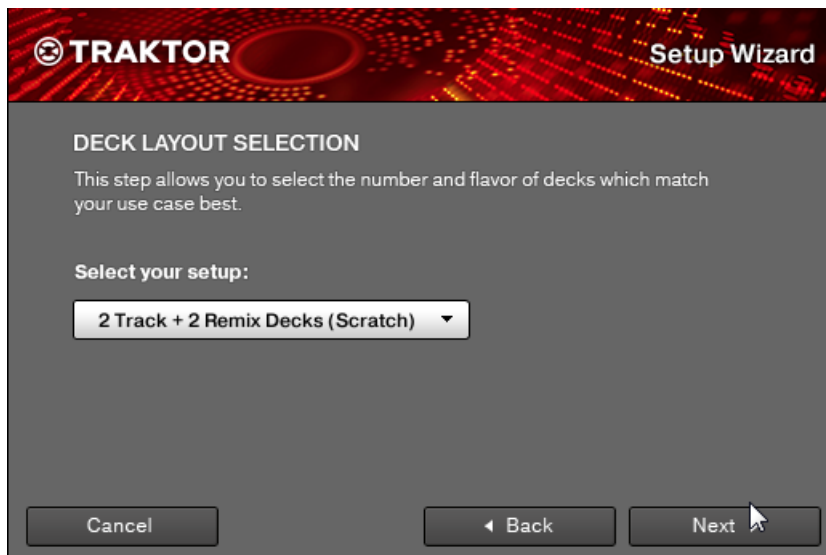 TRAKTOR
Setup Wizard
DECK LAYOUT SELECTION
This step allows you to select the number and flavor of decks which match
your use case best.
Select your setup:
2 Track + 2 Remix Decks (Scratch)
Cancel
Back
Next